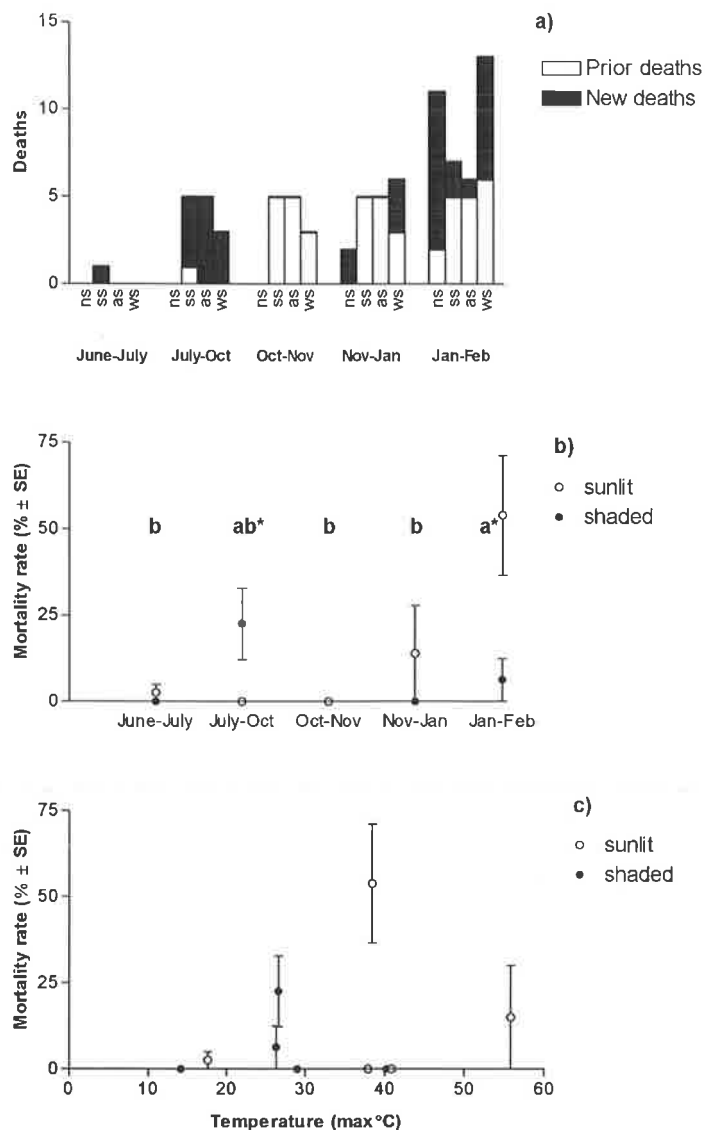 a)
Prior deaths
New deaths
Deaths
15
10
5
0
ns ss as ws ns ss as ws ns ss as ws ns ss as ws ns ss as ws
June-July July-Oct Oct-Nov Nov-Jan Jan-Feb
b)
sunlit
shaded
Mortality rate (% ± SE)
75
50
25
0
b ab* b b a*
June-July July-Oct Oct-Nov Nov-Jan Jan-Feb
c)
sunlit
shaded
Mortality rate (% ± SE)
75
50
25
0
0 10 20 30 40 50 60
Temperature (max°C)